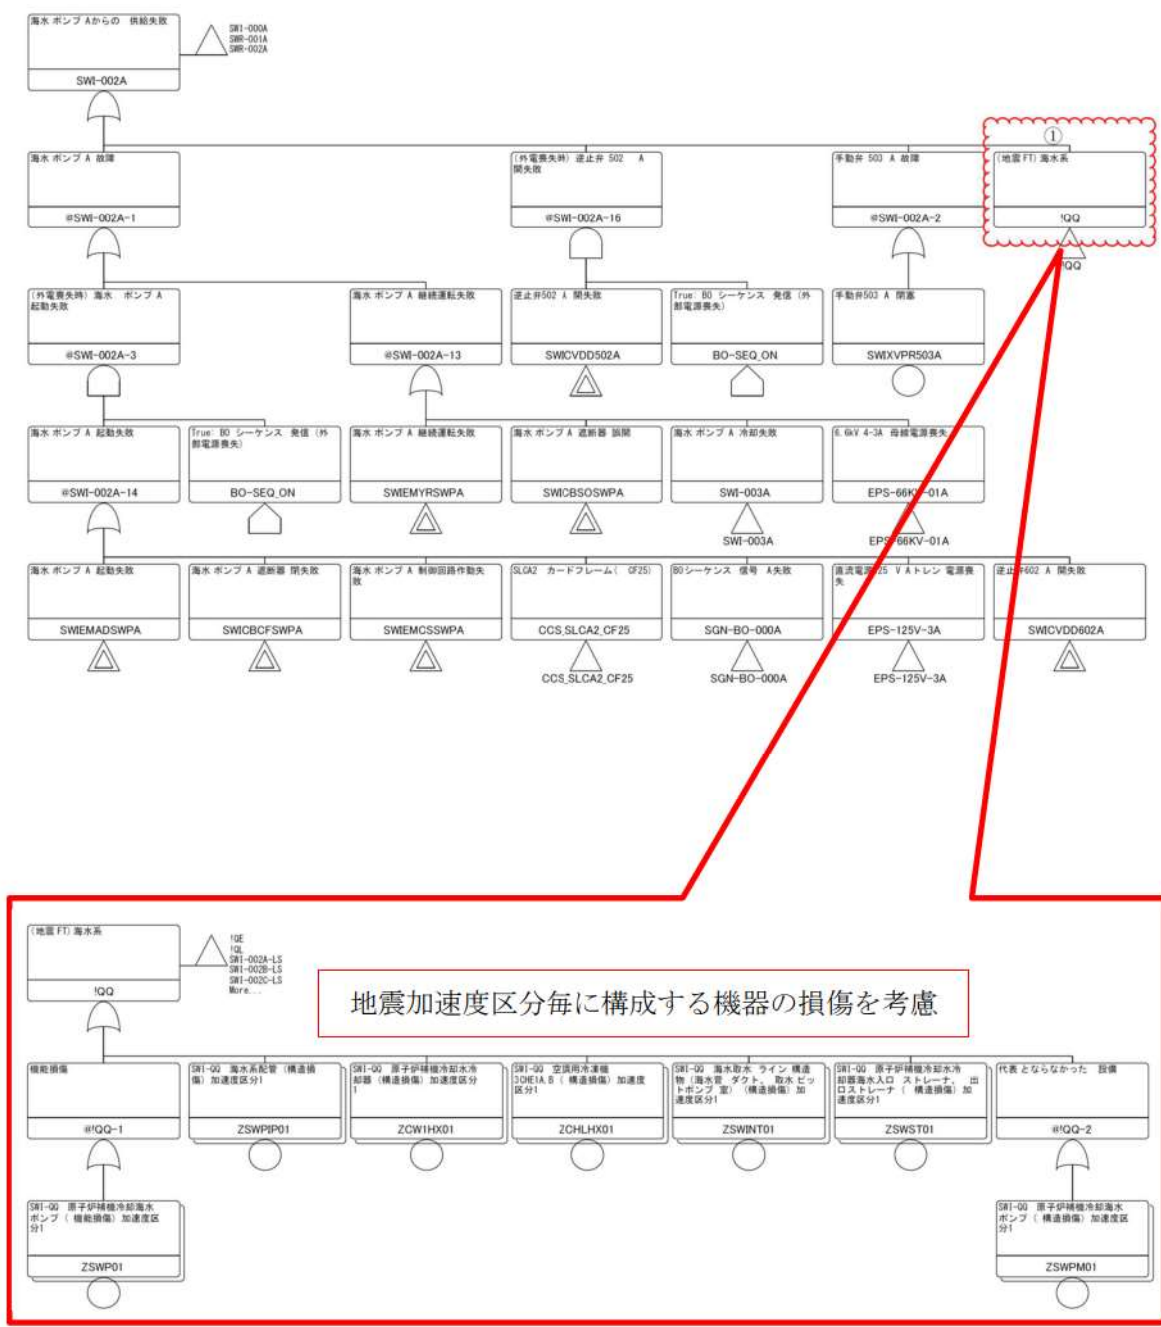 海水 ポンプ Aからの 供給失敗
SWI-002A
SWI-000A
SWR-001A
SWR-002A
①
海水 ポンプ A 故障
@SWI-002A-1
(外電喪失時) 逆止弁 502 A
開失敗
@SWI-002A-16
手動弁 503 A 故障
@SWI-002A-2
(地震 FT) 海水系
!QQ
!QQ
(外電喪失時) 海水 ポンプ A
起動失敗
@SWI-002A-3
海水 ポンプ A 継続運転失敗
@SWI-002A-13
逆止弁502 A 開失敗
SWICVDD502A
True: BO シーケンス 発信 (外
部電源喪失)
BO-SEQ_ON
手動弁503 A 閉塞
SWIXVPR503A
海水 ポンプ A 起動失敗
@SWI-002A-14
True: BO シーケンス 発信 (外
部電源喪失)
BO-SEQ_ON
海水 ポンプ A 継続運転失敗
SWIEMYRSWPA
海水 ポンプ A 遮断器 誤開
SWICBSOSWPA
海水 ポンプ A 冷却失敗
SWI-003A
SWI-003A
6.6kV 4-3A 母線電源喪失
EPS-66KV-01A
EPS-66KV-01A
海水 ポンプ A 起動失敗
SWIEMADSWPA
海水 ポンプ A 遮断器 閉失敗
SWICBCFSWPA
海水 ポンプ A 制御回路作動失
敗
SWIEMCSSWPA
SLCA2 カードフレーム( CF25)
CCS_SLCA2_CF25
CCS_SLCA2_CF25
BOシーケンス 信号 A失敗
SGN-BO-000A
SGN-BO-000A
直流電源125 V Aトレン 電源喪
失
EPS-125V-3A
EPS-125V-3A
逆止弁602 A 開失敗
SWICVDD602A
(地震 FT) 海水系
!QQ
!QE
!QL
SWI-002A-LS
SWI-002B-LS
SWI-002C-LS
More...
地震加速度区分毎に構成する機器の損傷を考慮
機能損傷
@!QQ-1
SWI-QQ 海水系配管 (構造損
傷) 加速度区分1
ZSWPIP01
SWI-QQ 原子炉補機冷却水冷
却器 (構造損傷) 加速度区分
1
ZCW1HX01
SWI-QQ 空調用冷凍機
3CHE1A,B ( 構造損傷) 加速度
区分1
ZCHLHX01
SWI-QQ 海水取水 ライン 構造
物 (海水管 ダクト、 取水 ピッ
トポンプ 室) (構造損傷) 加
速度区分1
ZSWINT01
SWI-QQ 原子炉補機冷却水冷
却器海水入口 ストレーナ、 出
口ストレーナ ( 構造損傷) 加
速度区分1
ZSWST01
代表 とならなかった 設備
@!QQ-2
SWI-QQ 原子炉補機冷却海水
ポンプ ( 機能損傷) 加速度区
分1
ZSWP01
SWI-QQ 原子炉補機冷却海水
ポンプ ( 構造損傷) 加速度区
分1
ZSWPM01